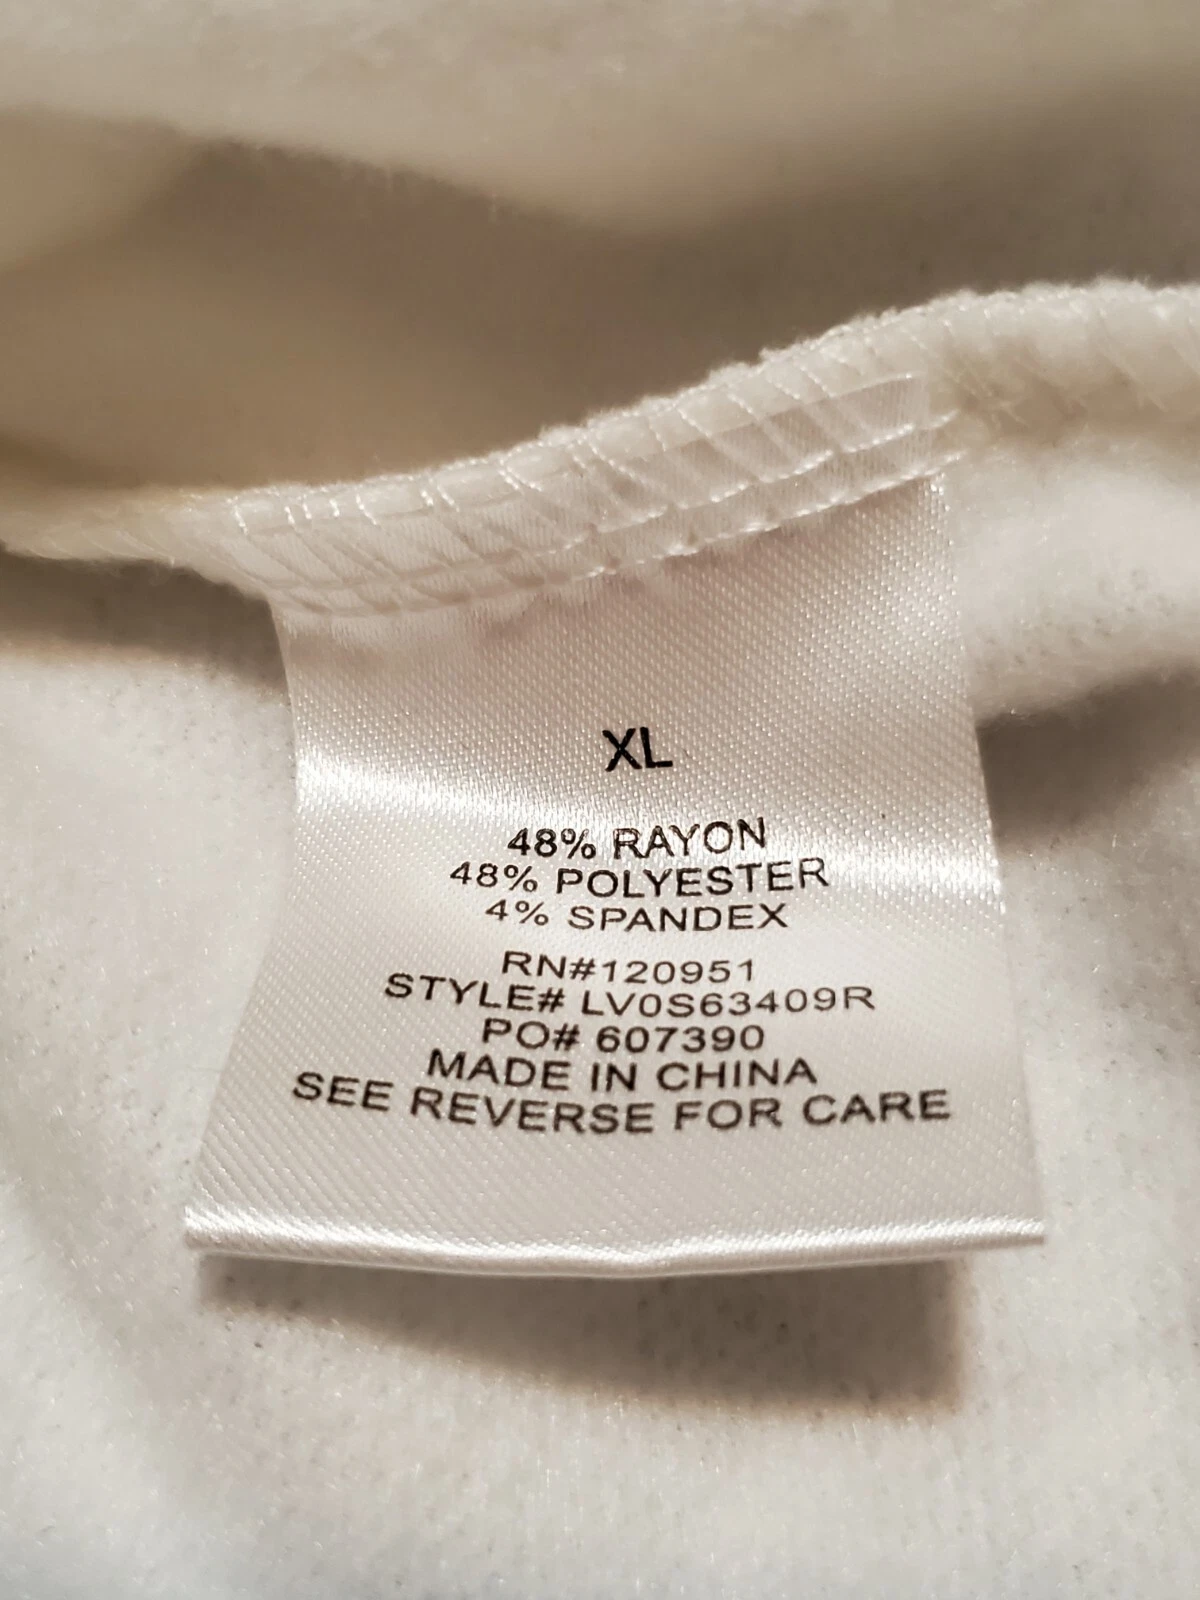 XL
48% RAYON
48% POLYESTER
4% SPANDEX
RN#120951
STYLE# LV0S63409R
PO# 607390
MADE IN CHINA
SEE REVERSE FOR CARE